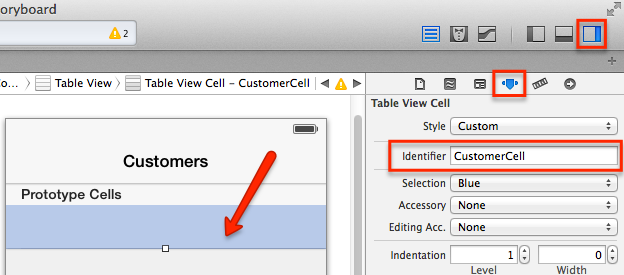 oryboard
2
Co... Table View Table View Cell – CustomerCell
Table View Cell
Style Custom
Identifier CustomerCell
Customers
Prototype Cells
Selection Blue
Accessory None
Editing Acc. None
Indentation 1 0
Level Width